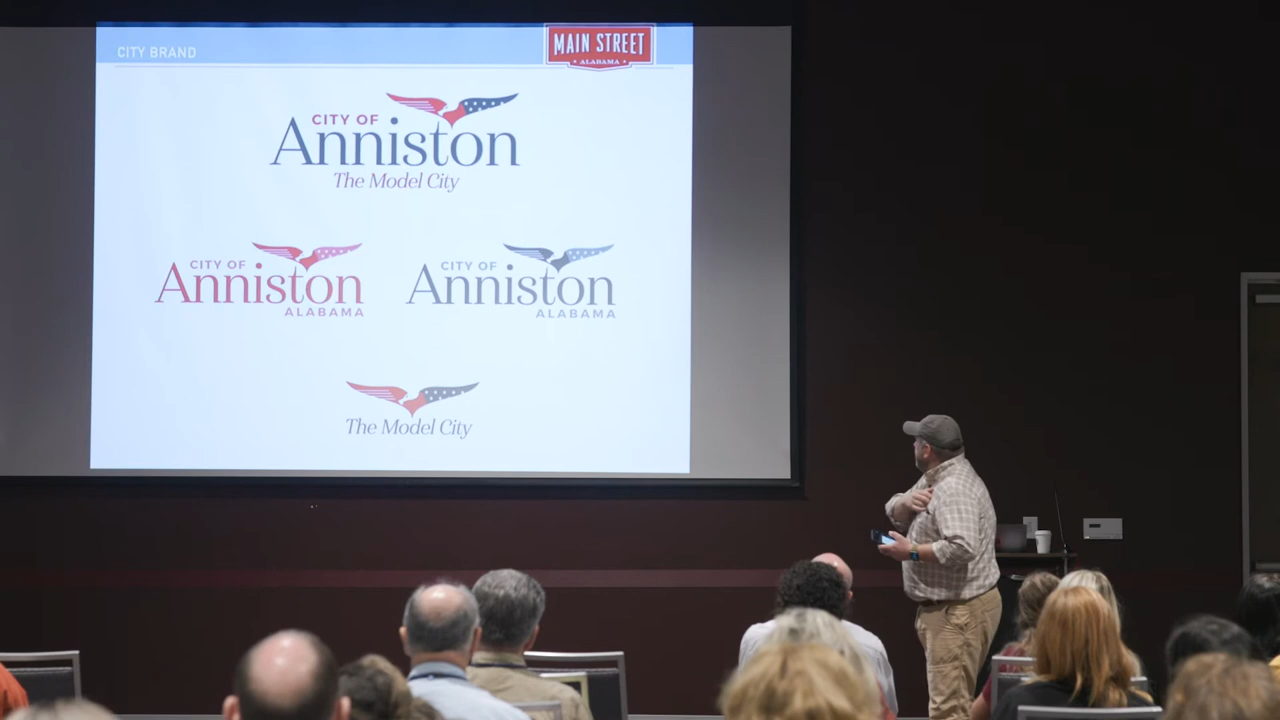 CITY BRAND
MAIN STREET
ALABAMA
CITY OF
Anniston
The Model City
CITY OF
Anniston
ALABAMA
CITY OF
Anniston
ALABAMA
The Model City